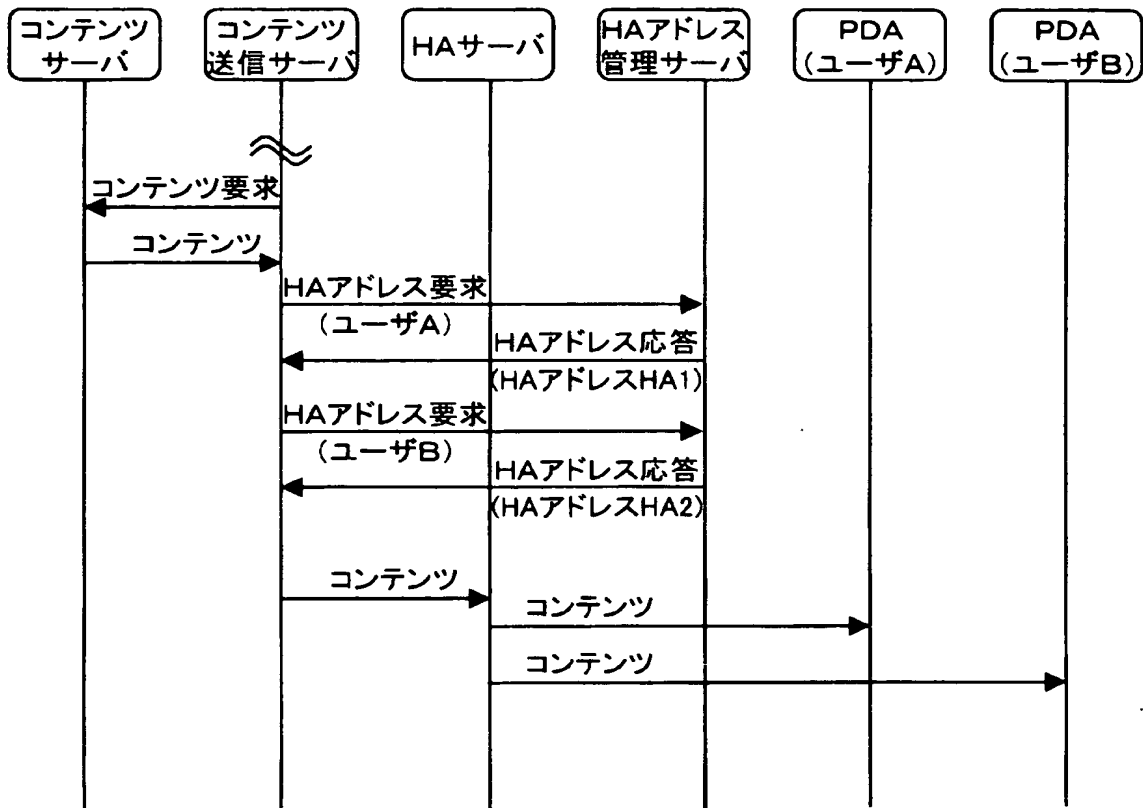 コンテンツ
サーバ
コンテンツ
送信サーバ
HAサーバ
HAアドレス
管理サーバ
PDA
(ユーザA)
PDA
(ユーザB)
コンテンツ要求
コンテンツ
HAアドレス要求
(ユーザA)
HAアドレス応答
(HAアドレスHA1)
HAアドレス要求
(ユーザB)
HAアドレス応答
(HAアドレスHA2)
コンテンツ
コンテンツ
コンテンツ